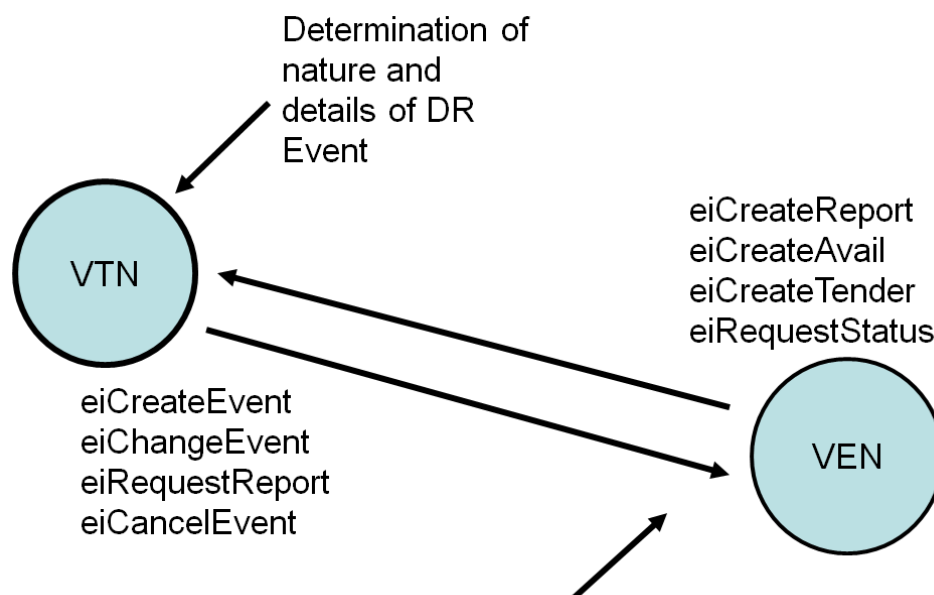 Determination of
nature and
details of DR
Event
VTN
eiCreateReport
eiCreateAvail
eiCreateTender
eiRequestStatus
eiCreateEvent
eiChangeEvent
eiRequestReport
eiCancelEvent
VEN